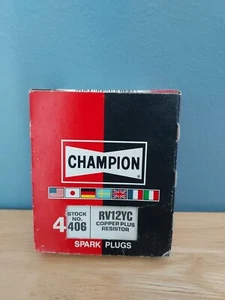 CHAMPION
4
STOCK NO.
406
RV12YC
COPPER PLUS
RESISTOR
SPARK PLUGS